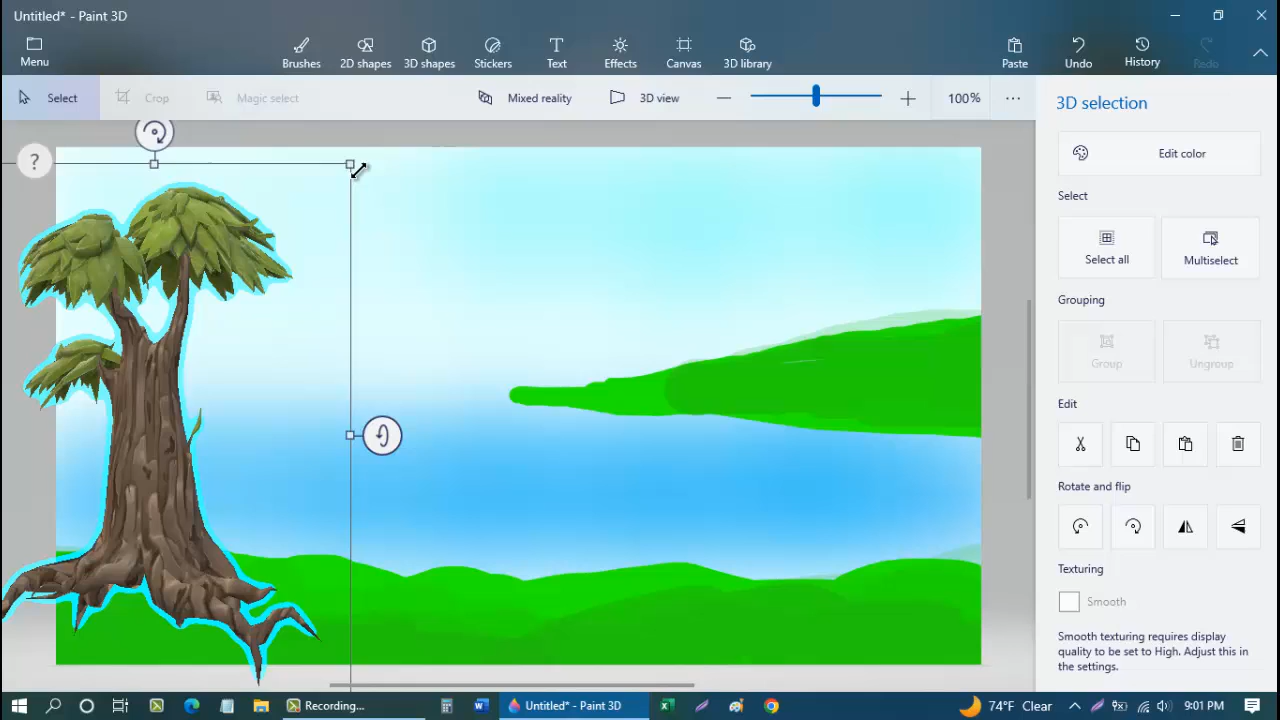 Untitled* - Paint 3D
Menu
Brushes
2D shapes
3D shapes
Stickers
Text
Effects
Canvas
3D library
Paste
Undo
History
Redo
Select
Crop
Magic select
Mixed reality
3D view
100%
3D selection
?
Edit color
Select
Select all
Multiselect
Grouping
Group
Ungroup
Edit
Rotate and flip
Texturing
Smooth
Smooth texturing requires display
quality to be set to High. Adjust this in
the settings.
Recording...
Untitled* - Paint 3D
74°F Clear
9:01 PM